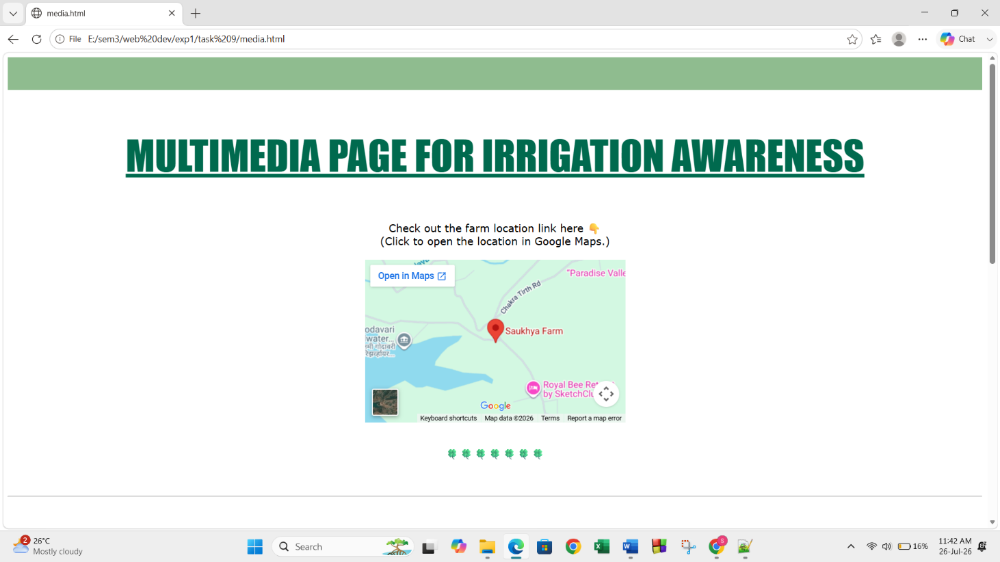 media.html
File E:/sem3/web%20dev/exp1/task%209/media.html
Chat
MULTIMEDIA PAGE FOR IRRIGATION AWARENESS
Check out the farm location link here 👇
(Click to open the location in Google Maps.)
Open in Maps
"Paradise Valle
Chakra Tirth Rd
Saukhya Farm
odavari
water...
Royal Bee Ret
by SketchClu
Google
Keyboard shortcuts Map data ©2026 Terms Report a map error
🍀 🍀 🍀 🍀 🍀 🍀 🍀
2
26°C
Mostly cloudy
Search
S
16%
11:42 AM
26-Jul-26